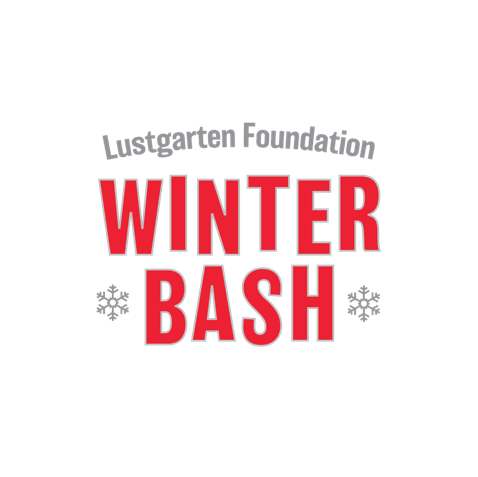 Lustgarten Foundation
WINTER
BASH